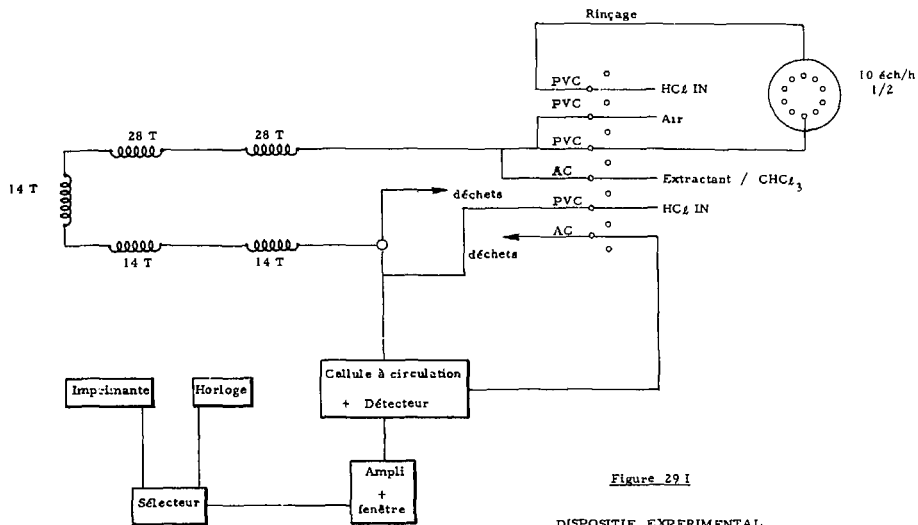 Rinçage
10 éch/h
1/2
PVC
HCℓ IN
PVC
Air
28 T
28 T
PVC
14 T
AC
Extractant / CHCℓ3
déchets
PVC
HCℓ IN
AC
déchets
14 T
14 T
Cellule à circulation
+ Détecteur
Imprimante
Horloge
Ampli
+
fenêtre
Sélecteur
Figure 29 I
DISPOSITIF EXPERIMENTAL